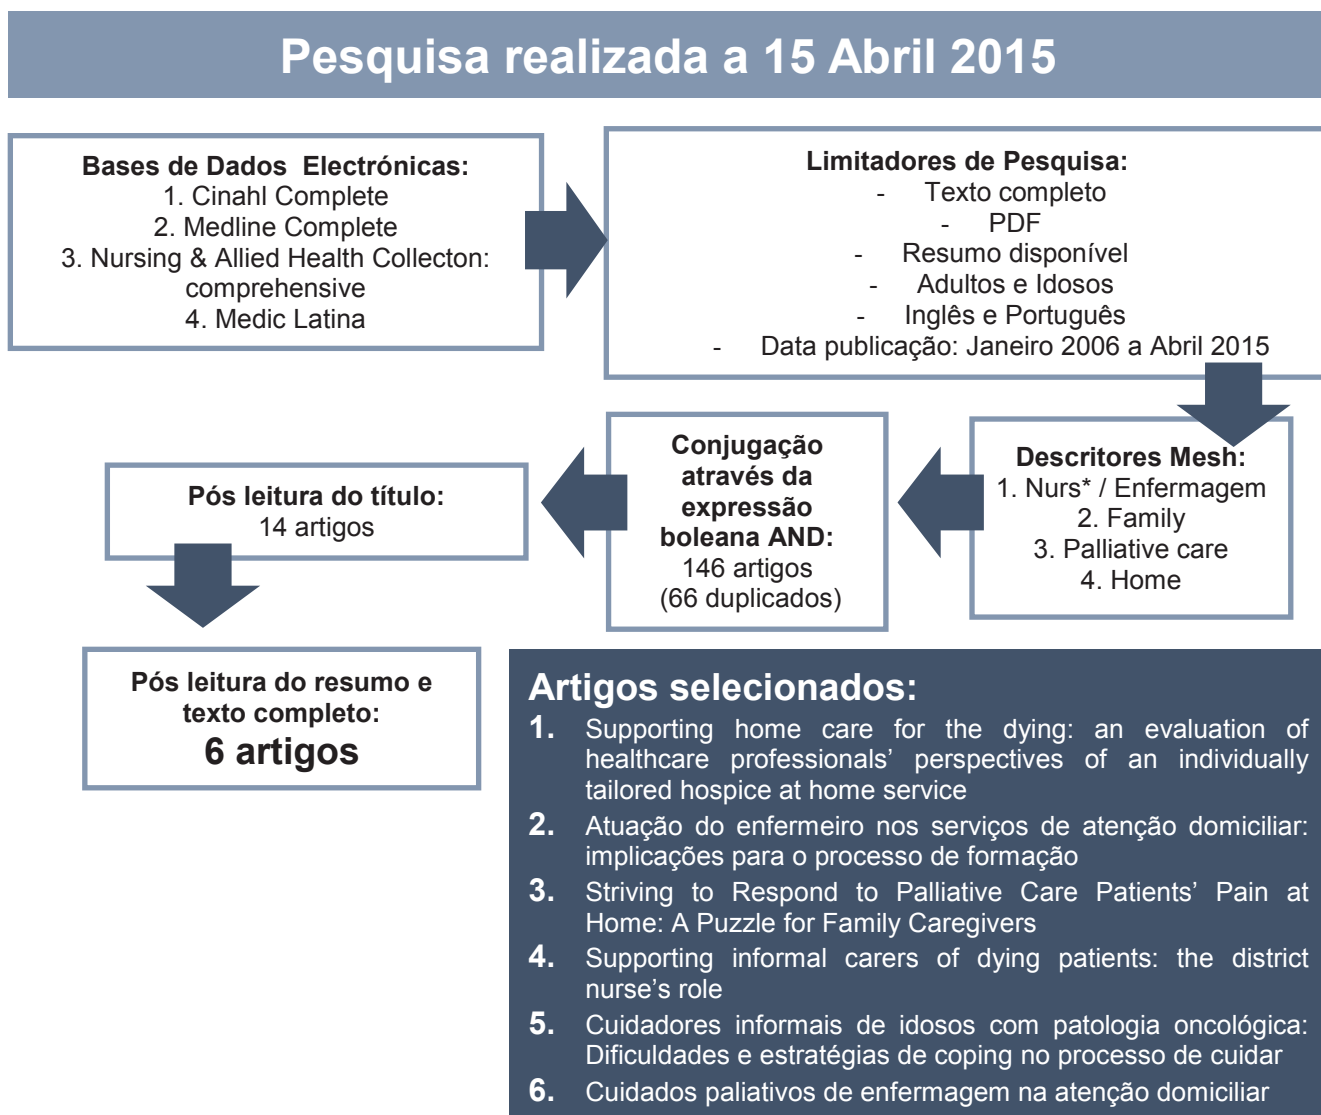 Pesquisa realizada a 15 Abril 2015
Bases de Dados Electrónicas:
1. Cinahl Complete
2. Medline Complete
3. Nursing & Allied Health Collecton:
comprehensive
4. Medic Latina
Limitadores de Pesquisa:
- Texto completo
- PDF
- Resumo disponível
- Adultos e Idosos
- Inglês e Português
- Data publicação: Janeiro 2006 a Abril 2015
Descritores Mesh:
1. Nurs* / Enfermagem
2. Family
3. Palliative care
4. Home
Conjugação
através da
expressão
boleana AND:
146 artigos
(66 duplicados)
Pós leitura do título:
14 artigos
Pós leitura do resumo e
texto completo:
6 artigos
Artigos selecionados:
1. Supporting home care for the dying: an evaluation of
healthcare professionals’ perspectives of an individually
tailored hospice at home service
2. Atuação do enfermeiro nos serviços de atenção domiciliar:
implicações para o processo de formação
3. Striving to Respond to Palliative Care Patients’ Pain at
Home: A Puzzle for Family Caregivers
4. Supporting informal carers of dying patients: the district
nurse’s role
5. Cuidadores informais de idosos com patologia oncológica:
Dificuldades e estratégias de coping no processo de cuidar
6. Cuidados paliativos de enfermagem na atenção domiciliar